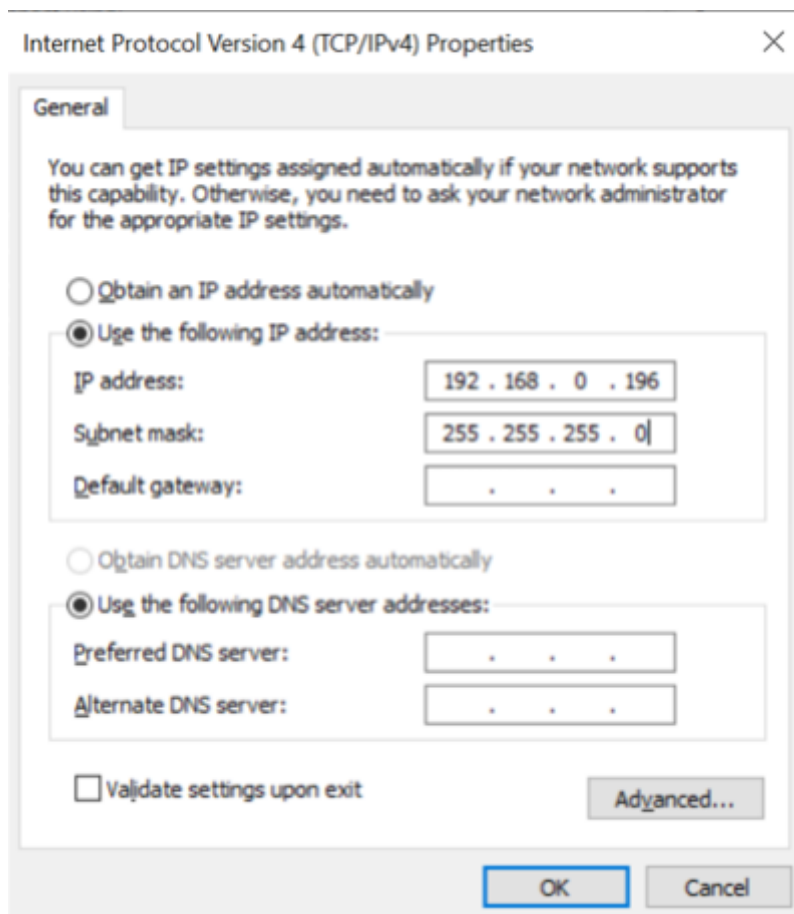 Internet Protocol Version 4 (TCP/IPv4) Properties
General
You can get IP settings assigned automatically if your network supports
this capability. Otherwise, you need to ask your network administrator
for the appropriate IP settings.
Obtain an IP address automatically
Use the following IP address:
IP address: 192 . 168 . 0 . 196
Subnet mask: 255 . 255 . 255 . 0
Default gateway: . . .
Obtain DNS server address automatically
Use the following DNS server addresses:
Preferred DNS server: . . .
Alternate DNS server: . . .
Validate settings upon exit
Advanced...
OK Cancel